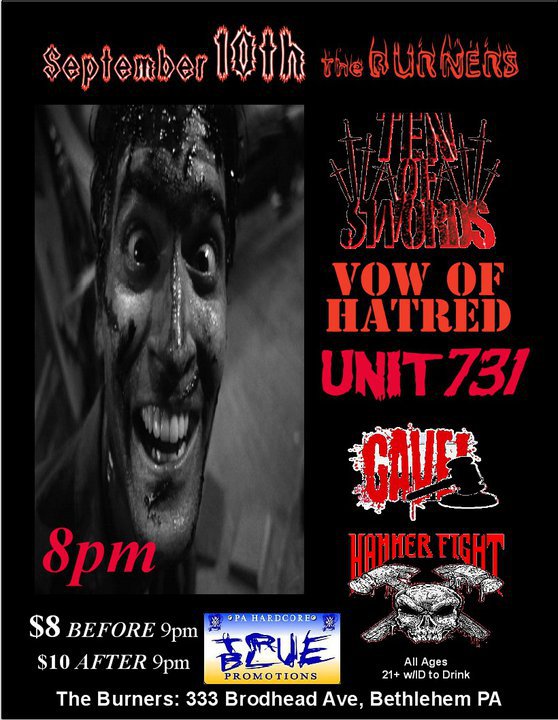 September 10th The BURNERS
TEN
OF
SWORDS
VOW OF
HATRED
UNIT 731
GAVEL
HAMMER FIGHT
8pm
$8 BEFORE 9pm
$10 AFTER 9pm
PA HARDCORE
TRUE
BLUE
PROMOTIONS
All Ages
21+ w/ID to Drink
The Burners: 333 Brodhead Ave, Bethlehem PA